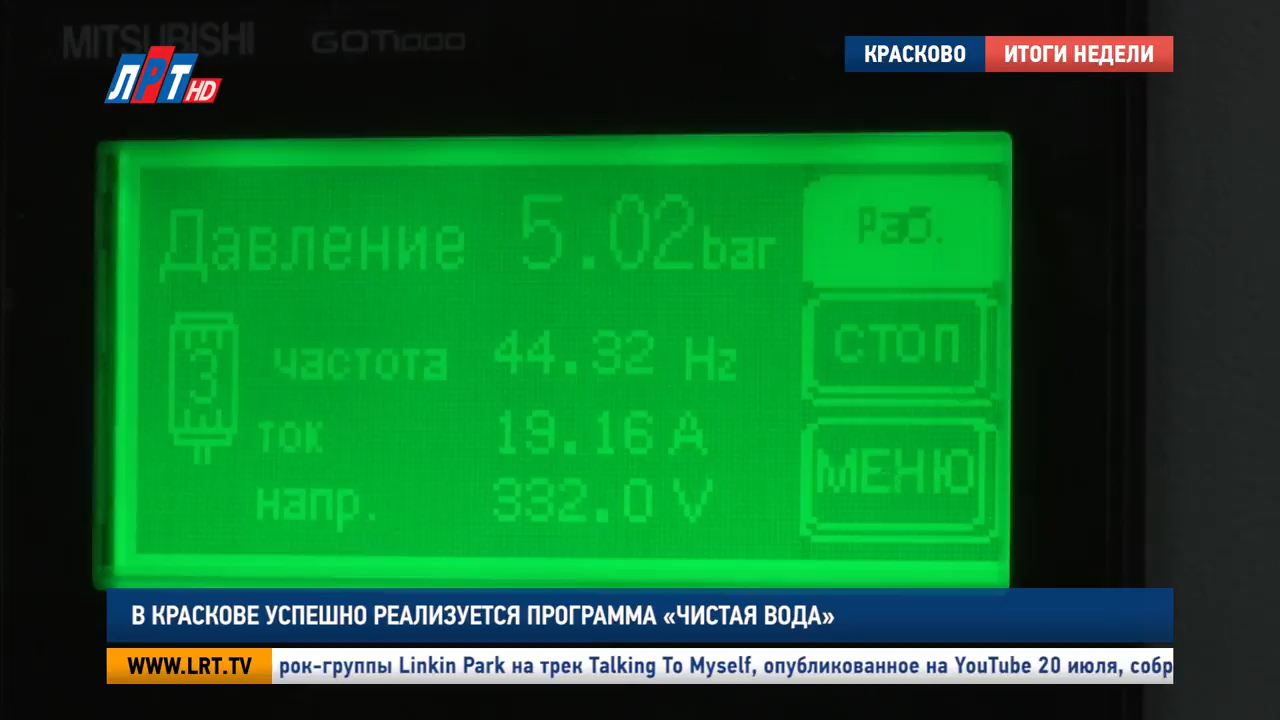 MITSUBISHI GOT1000
ЛРТ HD
КРАСКОВО ИТОГИ НЕДЕЛИ
Давление 5.02 bar
Раб.
3 частота 44.32 Hz
СТОП
ток 19.16 A
напр. 332.0 V
МЕНЮ
В КРАСКОВЕ УСПЕШНО РЕАЛИЗУЕТСЯ ПРОГРАММА «ЧИСТАЯ ВОДА»
WWW.LRT.TV рок-группы Linkin Park на трек Talking To Myself, опубликованное на YouTube 20 июля, собр